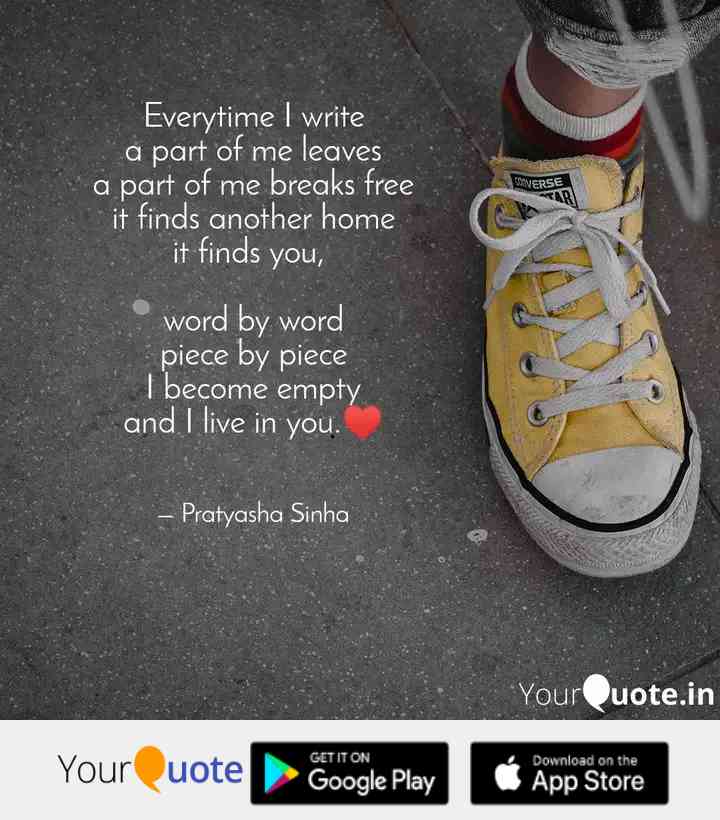 Everytime I write
a part of me leaves
a part of me breaks free
it finds another home
it finds you,
word by word
piece by piece
I become empty
and I live in you.♥️
– Pratyasha Sinha
CONVERSE
YourQuote.in
YourQuote
GET IT ON
Google Play
Download on the
App Store